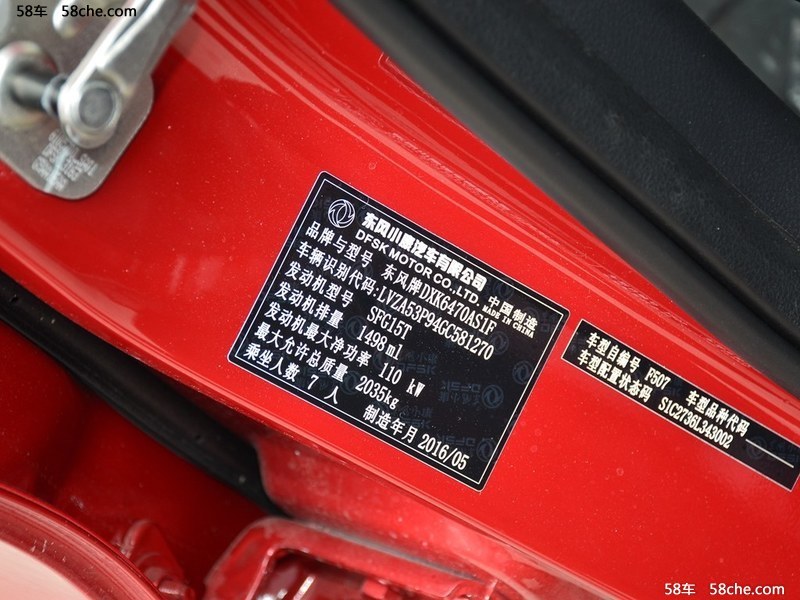 58车 58che.com
东风小康汽车有限公司
DFSK MOTOR CO., LTD. 中国制造
MADE IN CHINA
品牌与型号 东风牌DXK6470AS1F
车辆识别代码:LVZA53P94GC581270
发动机型号 SFG15T
发动机排量 1498ml
发动机最大净功率 110 kW
最大允许总质量 2035kg
乘坐人数 7 人
制造年月 2016/05
车型自编号 F507 车型品种代码
车型配置状态码 S1C2736L343002
58车 58che.com